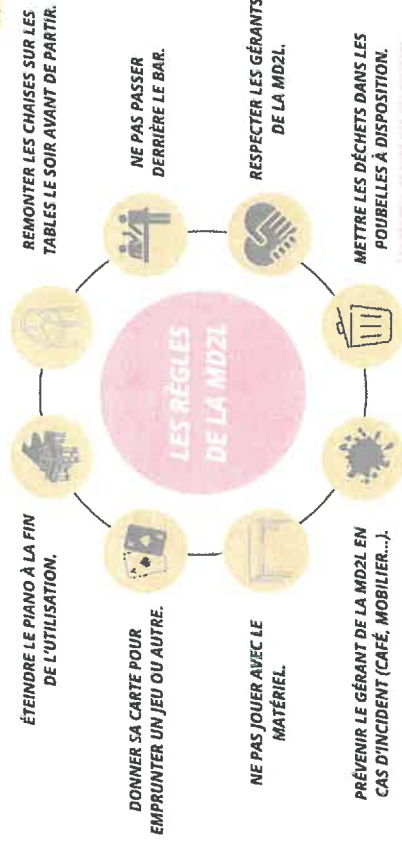 LES RÈGLES
DE LA MD2L
ÉTEINDRE LE PIANO À LA FIN
DE L'UTILISATION.
REMONTER LES CHAISES SUR LES
TABLES LE SOIR AVANT DE PARTIR.
DONNER SA CARTE POUR
EMPRUNTER UN JEU OU AUTRE.
NE PAS PASSER
DERRIÈRE LE BAR.
NE PAS JOUER AVEC LE
MATÉRIEL.
RESPECTER LES GÉRANTS
DE LA MD2L.
PRÉVENIR LE GÉRANT DE LA MD2L EN
CAS D'INCIDENT (CAFÉ, MOBILIER...).
METTRE LES DÉCHETS DANS LES
POUBELLES À DISPOSITION.